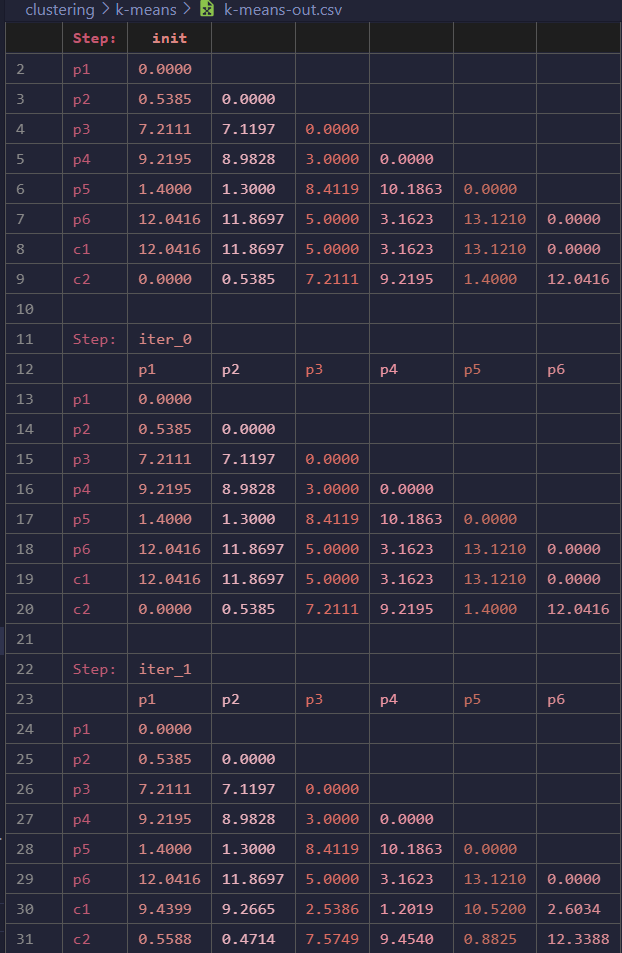 clustering > k-means > k-means-out.csv
Step: init
2 p1 0.0000
3 p2 0.5385 0.0000
4 p3 7.2111 7.1197 0.0000
5 p4 9.2195 8.9828 3.0000 0.0000
6 p5 1.4000 1.3000 8.4119 10.1863 0.0000
7 p6 12.0416 11.8697 5.0000 3.1623 13.1210 0.0000
8 c1 12.0416 11.8697 5.0000 3.1623 13.1210 0.0000
9 c2 0.0000 0.5385 7.2111 9.2195 1.4000 12.0416
10
11 Step: iter_0
12 p1 p2 p3 p4 p5 p6
13 p1 0.0000
14 p2 0.5385 0.0000
15 p3 7.2111 7.1197 0.0000
16 p4 9.2195 8.9828 3.0000 0.0000
17 p5 1.4000 1.3000 8.4119 10.1863 0.0000
18 p6 12.0416 11.8697 5.0000 3.1623 13.1210 0.0000
19 c1 12.0416 11.8697 5.0000 3.1623 13.1210 0.0000
20 c2 0.0000 0.5385 7.2111 9.2195 1.4000 12.0416
21
22 Step: iter_1
23 p1 p2 p3 p4 p5 p6
24 p1 0.0000
25 p2 0.5385 0.0000
26 p3 7.2111 7.1197 0.0000
27 p4 9.2195 8.9828 3.0000 0.0000
28 p5 1.4000 1.3000 8.4119 10.1863 0.0000
29 p6 12.0416 11.8697 5.0000 3.1623 13.1210 0.0000
30 c1 9.4399 9.2665 2.5386 1.2019 10.5200 2.6034
31 c2 0.5588 0.4714 7.5749 9.4540 0.8825 12.3388